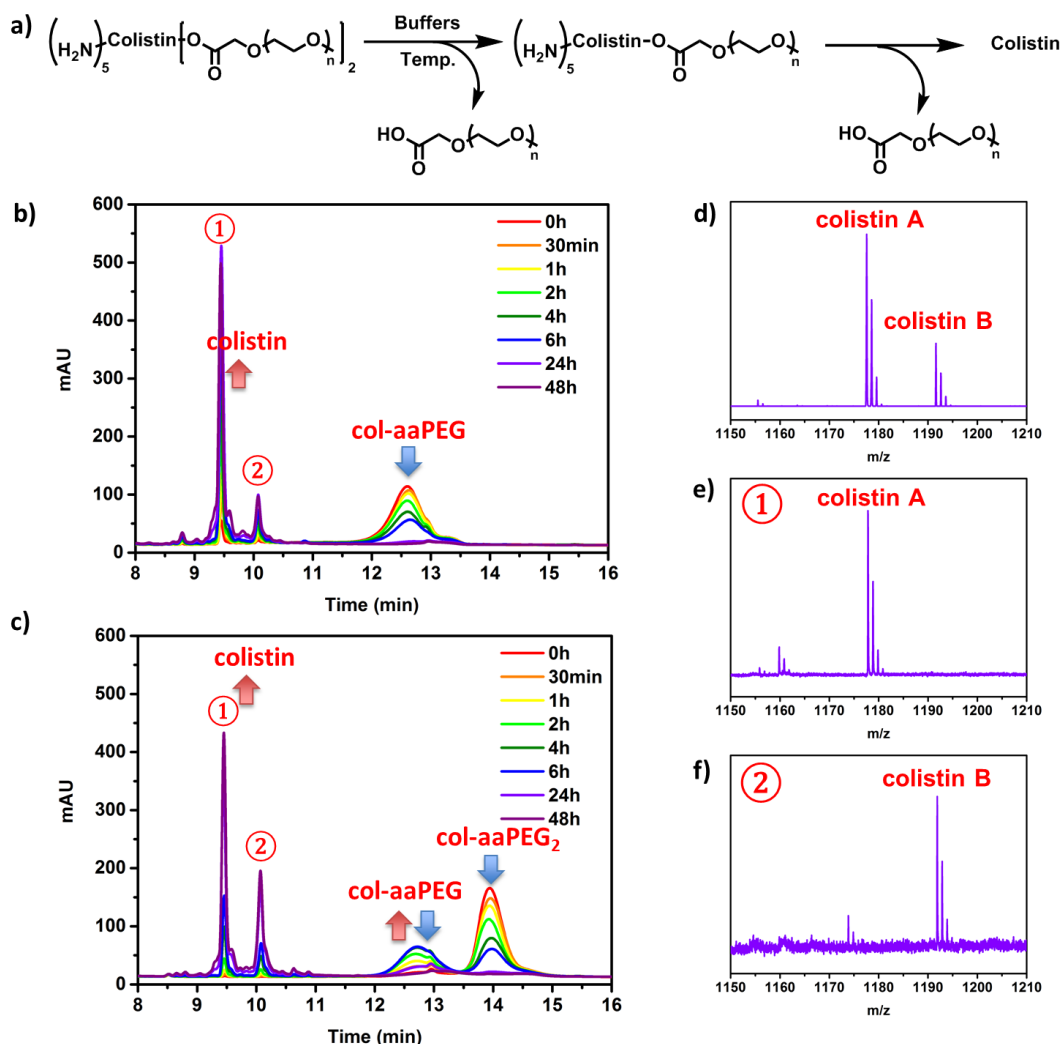 a)
(H₂N)₅ Colistin [O O O O n]₂ Buffers Temp. (H₂N)₅ Colistin O O O O n Colistin
HO O O O n
HO O O O n
b)
600
500
400
300
200
100
0
mAU
8 9 10 11 12 13 14 15 16
Time (min)
①
colistin
②
col-aaPEG
0h
30min
1h
2h
4h
6h
24h
48h
c)
600
500
400
300
200
100
0
mAU
8 9 10 11 12 13 14 15 16
Time (min)
colistin
①
②
col-aaPEG
col-aaPEG₂
0h
30min
1h
2h
4h
6h
24h
48h
d)
colistin A
colistin B
1150 1160 1170 1180 1190 1200 1210
m/z
e)
①
colistin A
1150 1160 1170 1180 1190 1200 1210
m/z
f)
②
colistin B
1150 1160 1170 1180 1190 1200 1210
m/z